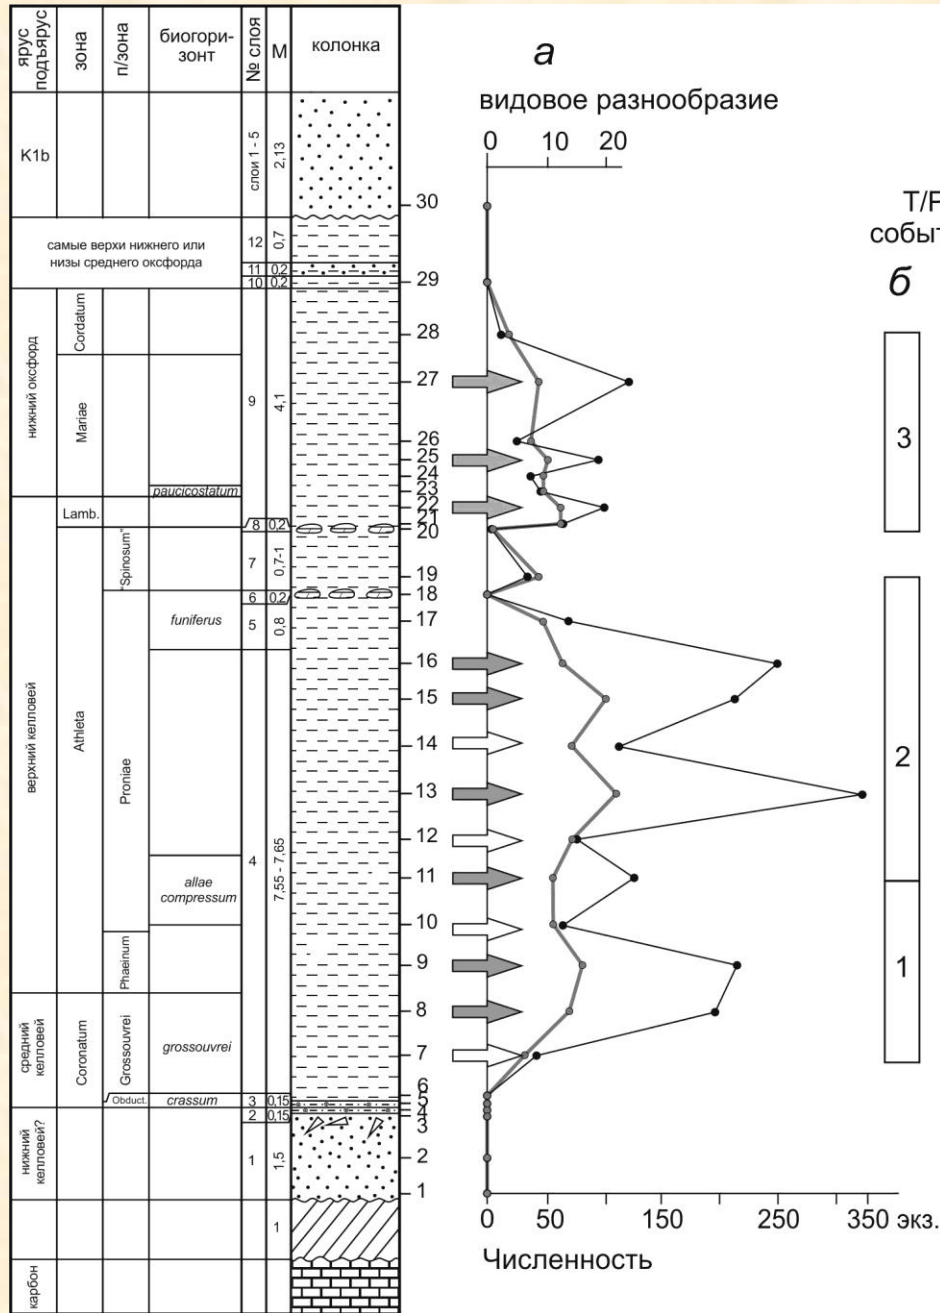 ярус
подъярус
зона
п/зона
биогори-
зонт
№ слоя
М
колонка
а
видовое разнообразие
0 10 20
T/F
событ
б
K1b
слои 1 - 5
2,13
30
самые верхи нижнего или
низы среднего оксфорда
12
0,7
11
0,2
10
0,2
29
нижний оксфорд
Cordatum
28
Mariae
9
4,1
27
26
25
24
23
paucicostatum
22
Lamb.
21
8
0,2
20
3
верхний келловей
Athleta
"Spinosum"
7
0,7-1
19
6
0,2
18
funiferus
5
0,8
17
16
15
14
13
Proniae
2
12
4
7,55 - 7,65
allae
compressum
11
10
Phaeinum
9
1
средний
келловей
Coronatum
Grossouvrei
grossouvrei
8
7
6
Obduct.
crassum
3
0,15
5
2
0,15
4
3
нижний
келловей?
1
1,5
2
1
0 50 150 250 350 экз.
1
Численность
карбон